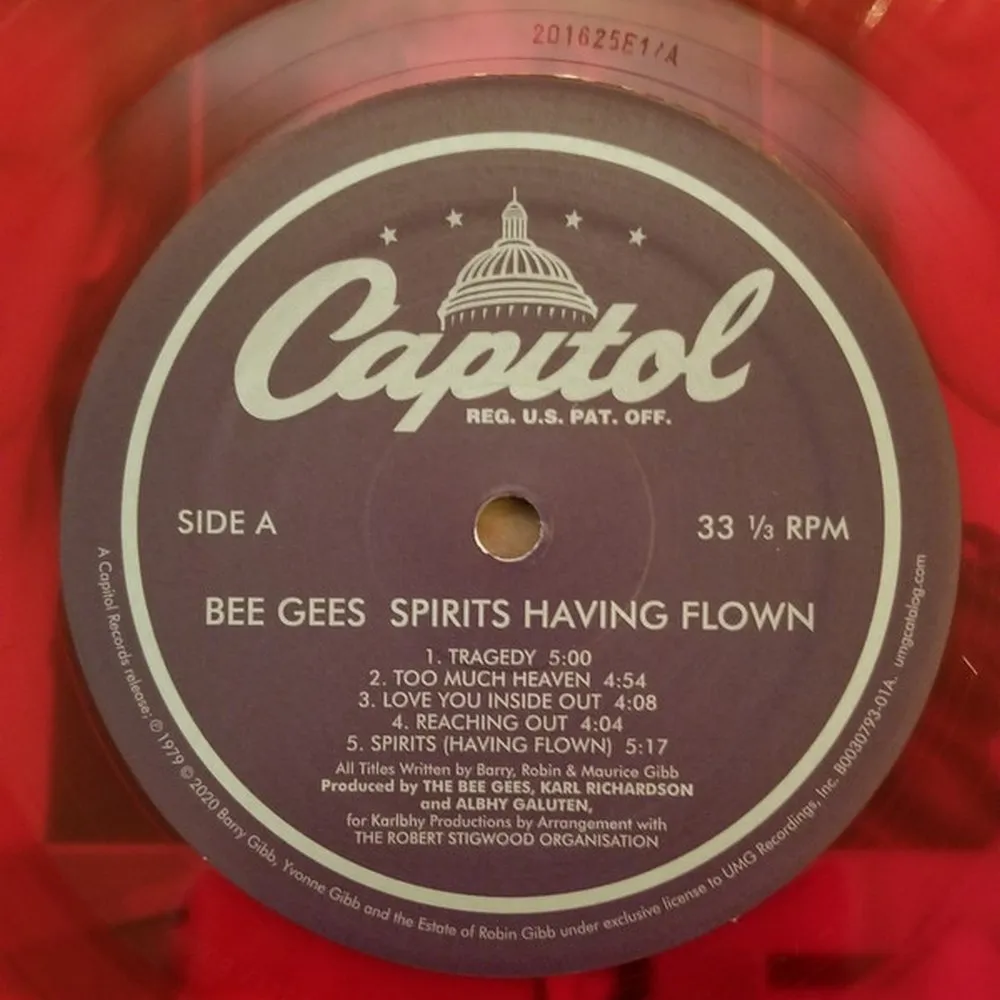 201625E1/A
Capitol
REG. U.S. PAT. OFF.
SIDE A
33 ⅓ RPM
BEE GEES SPIRITS HAVING FLOWN
1. TRAGEDY 5:00
2. TOO MUCH HEAVEN 4:54
3. LOVE YOU INSIDE OUT 4:08
4. REACHING OUT 4:04
5. SPIRITS (HAVING FLOWN) 5:17
All Titles Written by Barry, Robin & Maurice Gibb
Produced by THE BEE GEES, KARL RICHARDSON
and ALBHY GALUTEN,
for Karlbhy Productions by Arrangement with
THE ROBERT STIGWOOD ORGANISATION
A Capitol Records release; ℗ 1979 © 2020 Barry Gibb, Yvonne Gibb and the Estate of Robin Gibb under exclusive license to UMG Recordings, Inc. B0030793-01A. umgcatalog.com